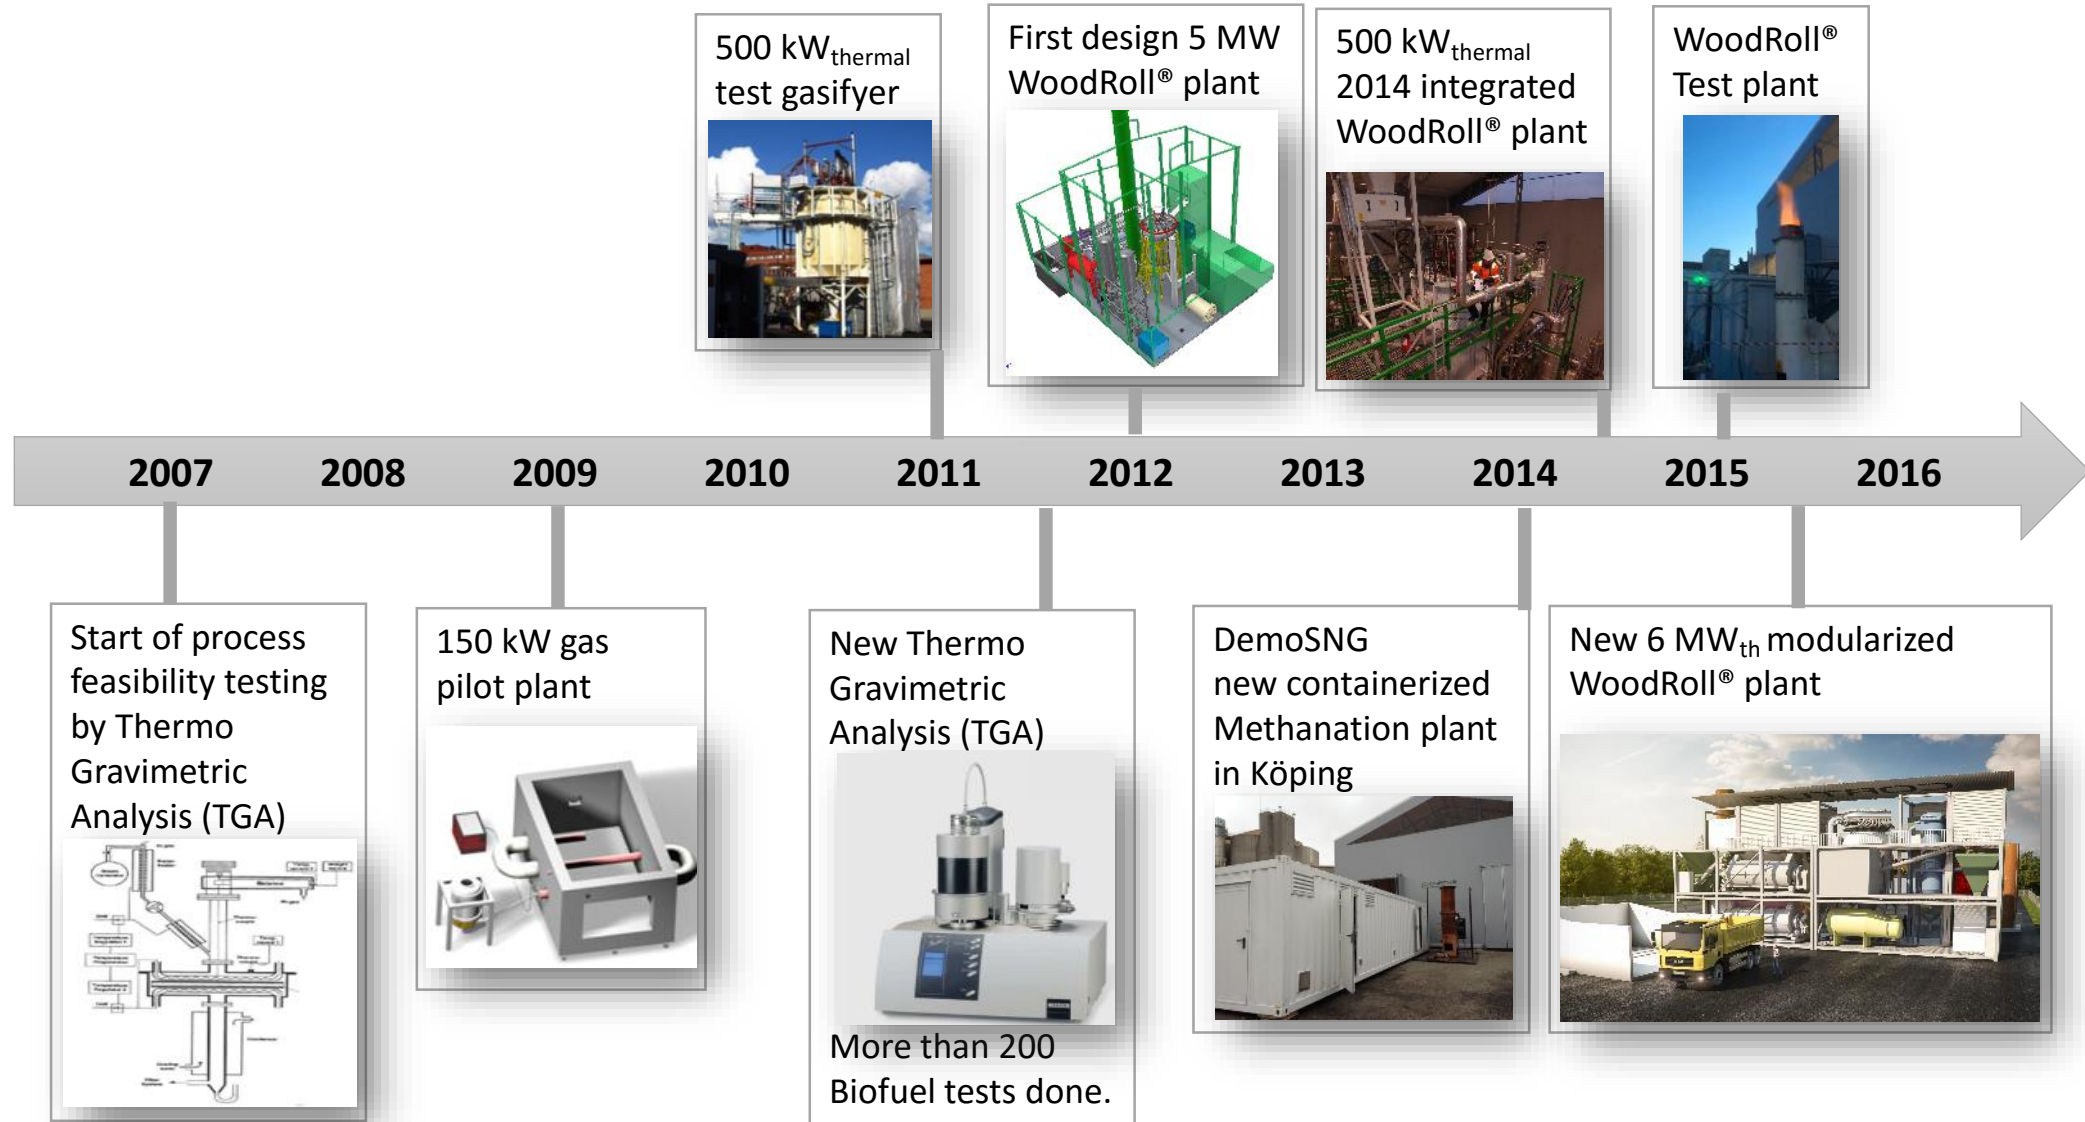 500 kWthermal
test gasifyer
First design 5 MW
WoodRoll® plant
500 kWthermal
2014 integrated
WoodRoll® plant
WoodRoll®
Test plant
2007 2008 2009 2010 2011 2012 2013 2014 2015 2016
Start of process
feasibility testing
by Thermo
Gravimetric
Analysis (TGA)
150 kW gas
pilot plant
New Thermo
Gravimetric
Analysis (TGA)
More than 200
Biofuel tests done.
DemoSNG
new containerized
Methanation plant
in Köping
New 6 MWth modularized
WoodRoll® plant